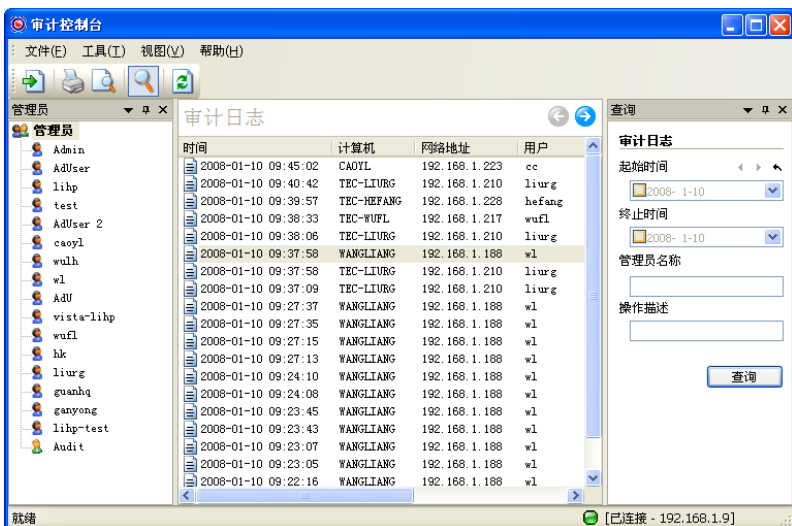 审计控制台
文件(F) 工具(T) 视图(V) 帮助(H)
管理员
管理员
Admin
AdUser
lihp
test
AdUser 2
caoyl
wulh
wl
AdU
vista-lihp
wufl
hk
liurg
guanhq
ganyong
lihp-test
Audit
审计日志
时间 计算机 网络地址 用户
2008-01-10 09:45:02 CAOYL 192.168.1.223 cc
2008-01-10 09:40:42 TEC-LIURG 192.168.1.210 liurg
2008-01-10 09:39:57 TEC-HEFANG 192.168.1.228 hefang
2008-01-10 09:38:33 TEC-WUFL 192.168.1.217 wufl
2008-01-10 09:38:06 TEC-LIURG 192.168.1.210 liurg
2008-01-10 09:37:58 WANGLIANG 192.168.1.188 wl
2008-01-10 09:37:58 TEC-LIURG 192.168.1.210 liurg
2008-01-10 09:37:09 TEC-LIURG 192.168.1.210 liurg
2008-01-10 09:27:37 WANGLIANG 192.168.1.188 wl
2008-01-10 09:27:35 WANGLIANG 192.168.1.188 wl
2008-01-10 09:27:15 WANGLIANG 192.168.1.188 wl
2008-01-10 09:27:13 WANGLIANG 192.168.1.188 wl
2008-01-10 09:24:10 WANGLIANG 192.168.1.188 wl
2008-01-10 09:24:08 WANGLIANG 192.168.1.188 wl
2008-01-10 09:23:45 WANGLIANG 192.168.1.188 wl
2008-01-10 09:23:43 WANGLIANG 192.168.1.188 wl
2008-01-10 09:23:07 WANGLIANG 192.168.1.188 wl
2008-01-10 09:23:05 WANGLIANG 192.168.1.188 wl
2008-01-10 09:22:16 WANGLIANG 192.168.1.188 wl
查询
审计日志
起始时间
2008- 1-10
终止时间
2008- 1-10
管理员名称
操作描述
查询
就绪
[已连接 - 192.168.1.9]